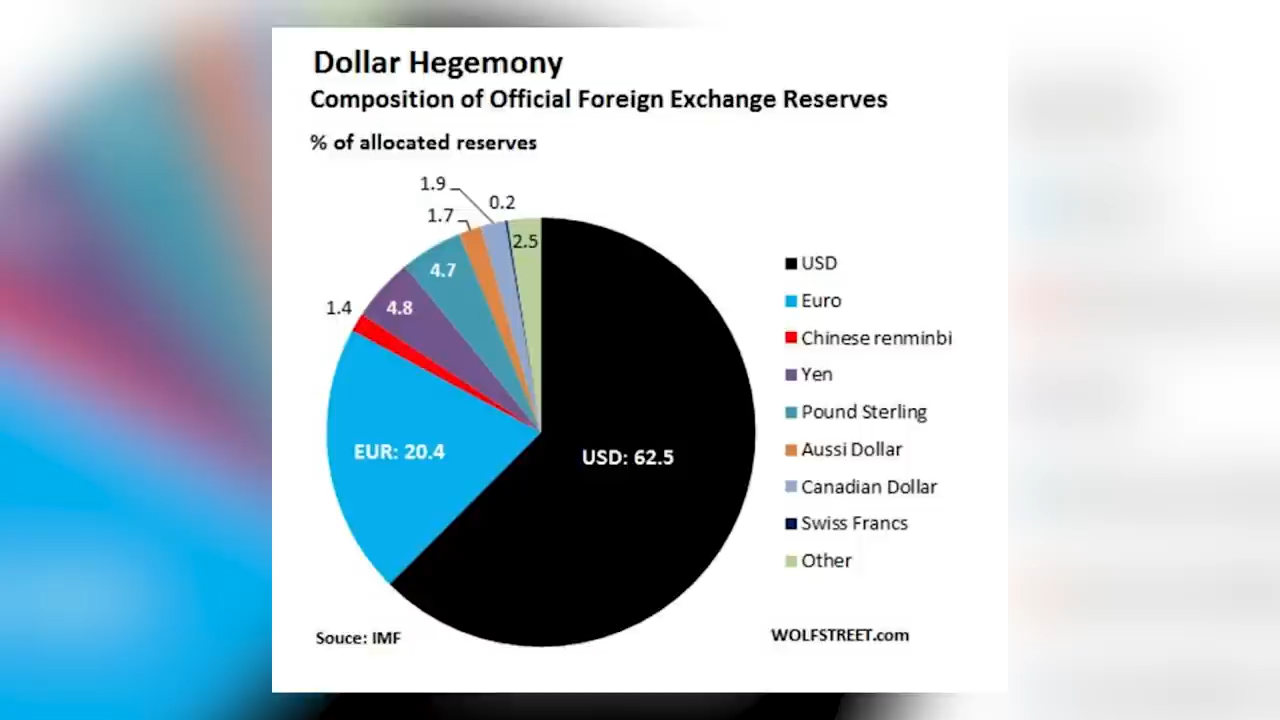 Dollar Hegemony
Composition of Official Foreign Exchange Reserves
% of allocated reserves
1.9
0.2
1.7
2.5
4.7
1.4
4.8
EUR: 20.4
USD: 62.5
USD
Euro
Chinese renminbi
Yen
Pound Sterling
Aussi Dollar
Canadian Dollar
Swiss Francs
Other
Souce: IMF
WOLFSTREET.com